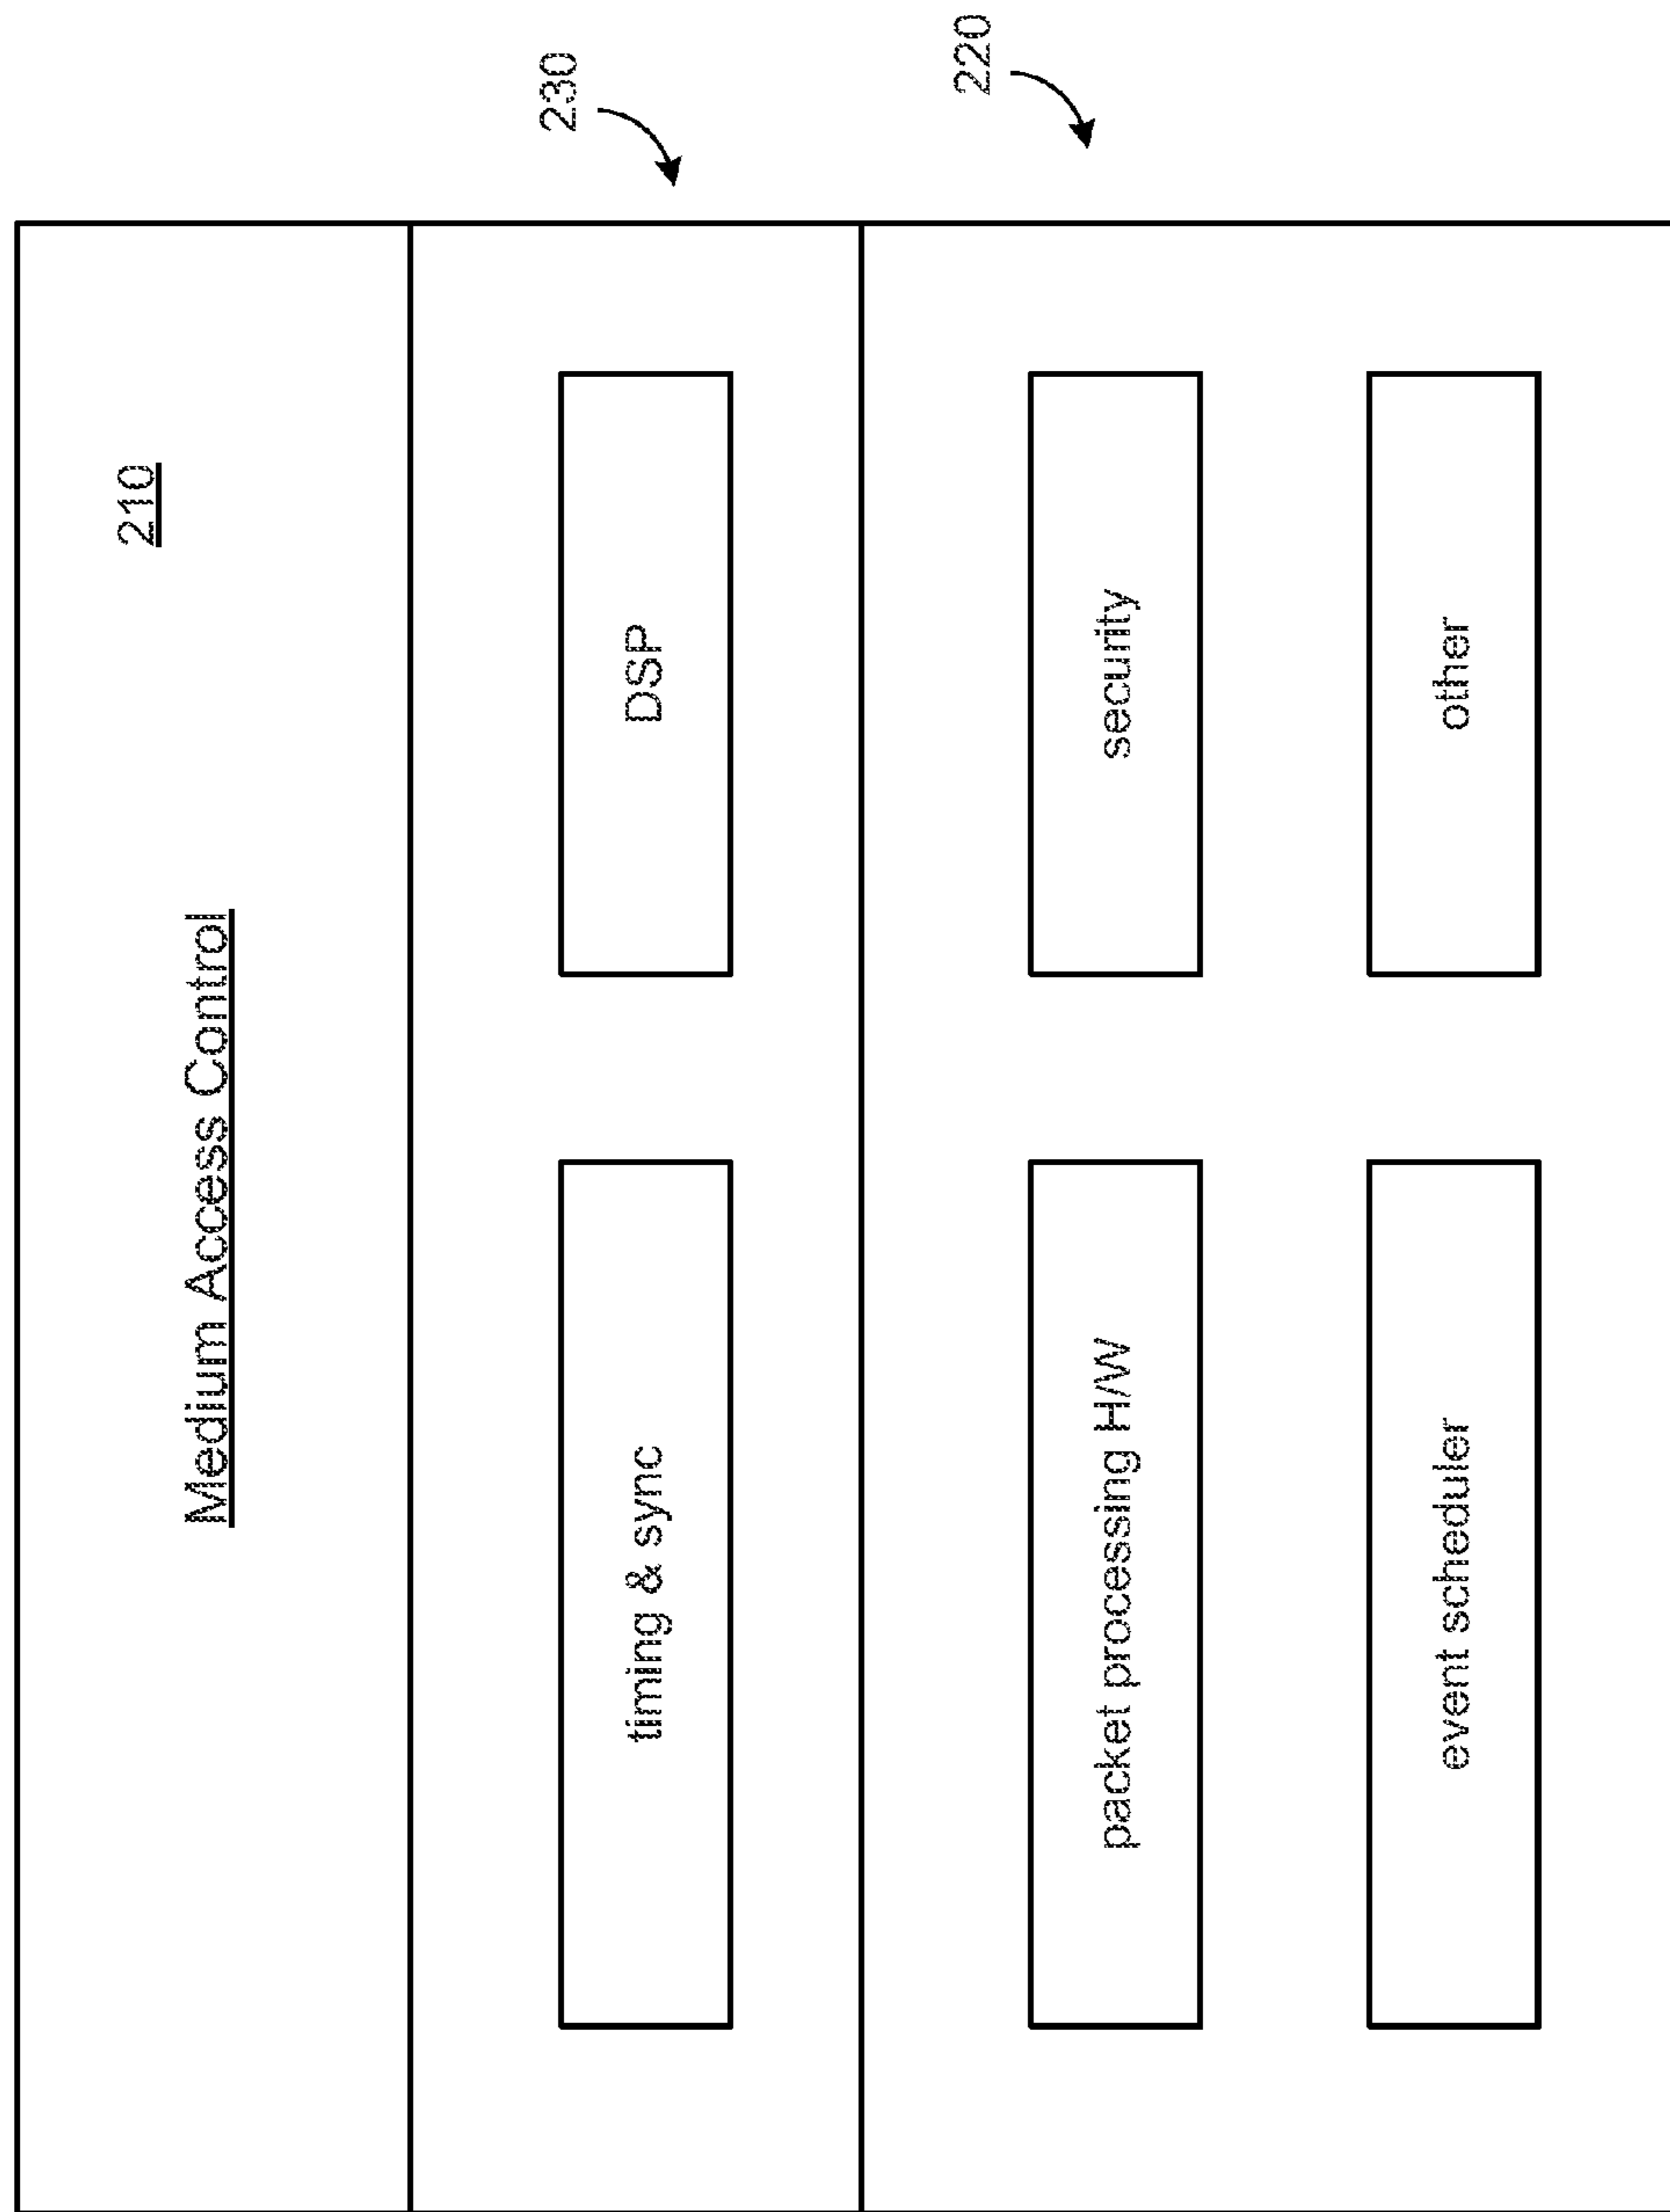 Medium Access Control
210
230
timing & sync
DSP
220
packet processing H/W
security
event scheduler
other